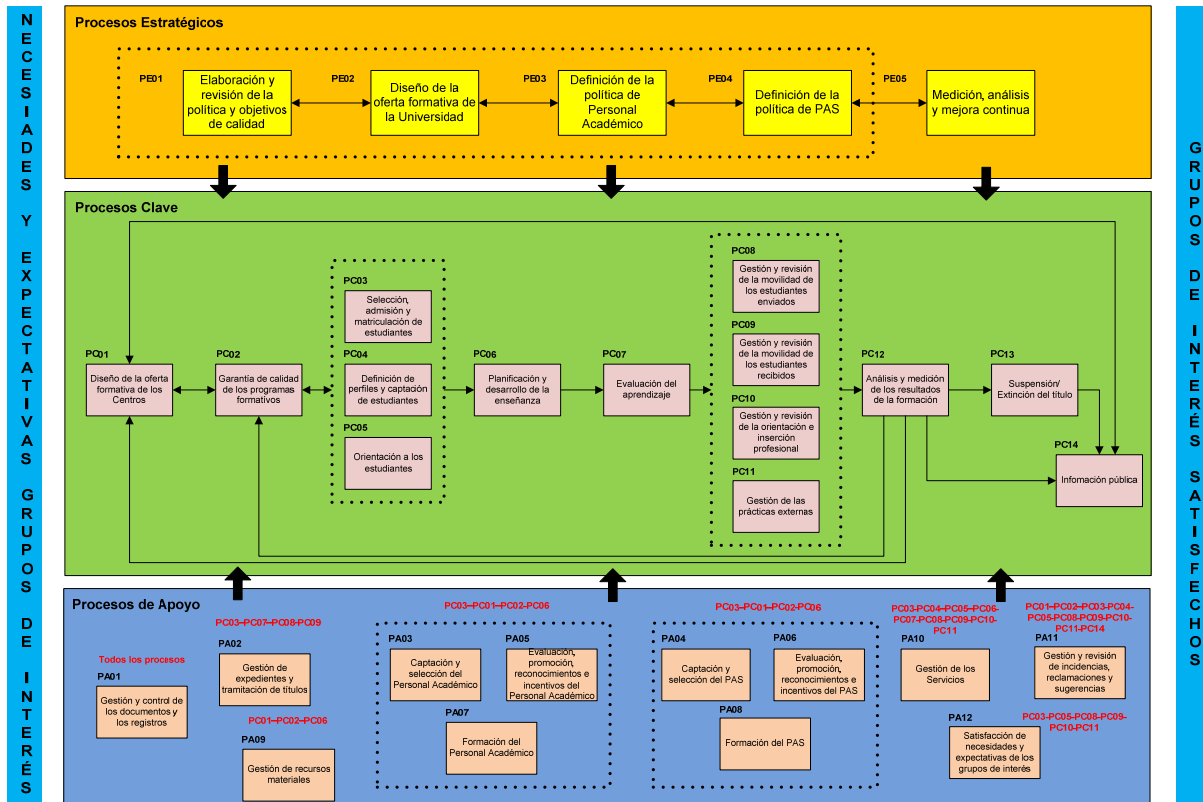 NECESIADES Y EXPECTATIVAS GRUPOS DE INTERÉS
Procesos Estratégicos
PE01
Elaboración y
revisión de la
política y objetivos
de calidad
PE02
Diseño de la
oferta formativa de
la Universidad
PE03
Definición de la
política de
Personal
Académico
PE04
Definición de la
política de PAS
PE05
Medición, análisis
y mejora continua
Procesos Clave
PC01
Diseño de la oferta
formativa de los
Centros
PC02
Garantía de calidad
de los programas
formativos
PC03
Selección,
admisión y
matriculación de
estudiantes
PC04
Definición de
perfiles y captación
de estudiantes
PC05
Orientación a los
estudiantes
PC06
Planificación y
desarrollo de la
enseñanza
PC07
Evaluación del
aprendizaje
PC08
Gestión y revisión
de la movilidad de
los estudiantes
enviados
PC09
Gestión y revisión
de la movilidad de
los estudiantes
recibidos
PC10
Gestión y revisión
de la orientación e
inserción
profesional
PC11
Gestión de las
prácticas externas
PC12
Análisis y medición
de los resultados
de la formación
PC13
Suspensión/
Extinción del título
PC14
Infomación pública
Procesos de Apoyo
Todos los procesos
PA01
Gestión y control de
los documentos y
los registros
PC03–PC07–PC08-PC09
PA02
Gestión de
expedientes y
tramitación de títulos
PC01–PC02–PC06
PA09
Gestión de recursos
materiales
PC03–PC01–PC02-PC06
PA03
Captación y
selección del
Personal Académico
PA05
Evaluación,
promoción,
reconocimientos e
incentivos del
Personal Académico
PA07
Formación del
Personal Académico
PC03–PC01–PC02-PC06
PA04
Captación y
selección del PAS
PA06
Evaluación,
promoción,
reconocimientos e
incentivos del PAS
PA08
Formación del PAS
PC03-PC04–PC05–PC06-
PC07-PC08-PC09-PC10-
PC11
PA10
Gestión de los
Servicios
PC01–PC02–PC03-PC04-
PC05-PC08-PC09-PC10-
PC11-PC14
PA11
Gestión y revisión
de incidencias,
reclamaciones y
sugerencias
PC03-PC05-PC08-PC09-
PC10-PC11
PA12
Satisfacción de
necesidades y
expectativas de los
grupos de interés
GRUPOS DE INTERÉS SATISFECHOS